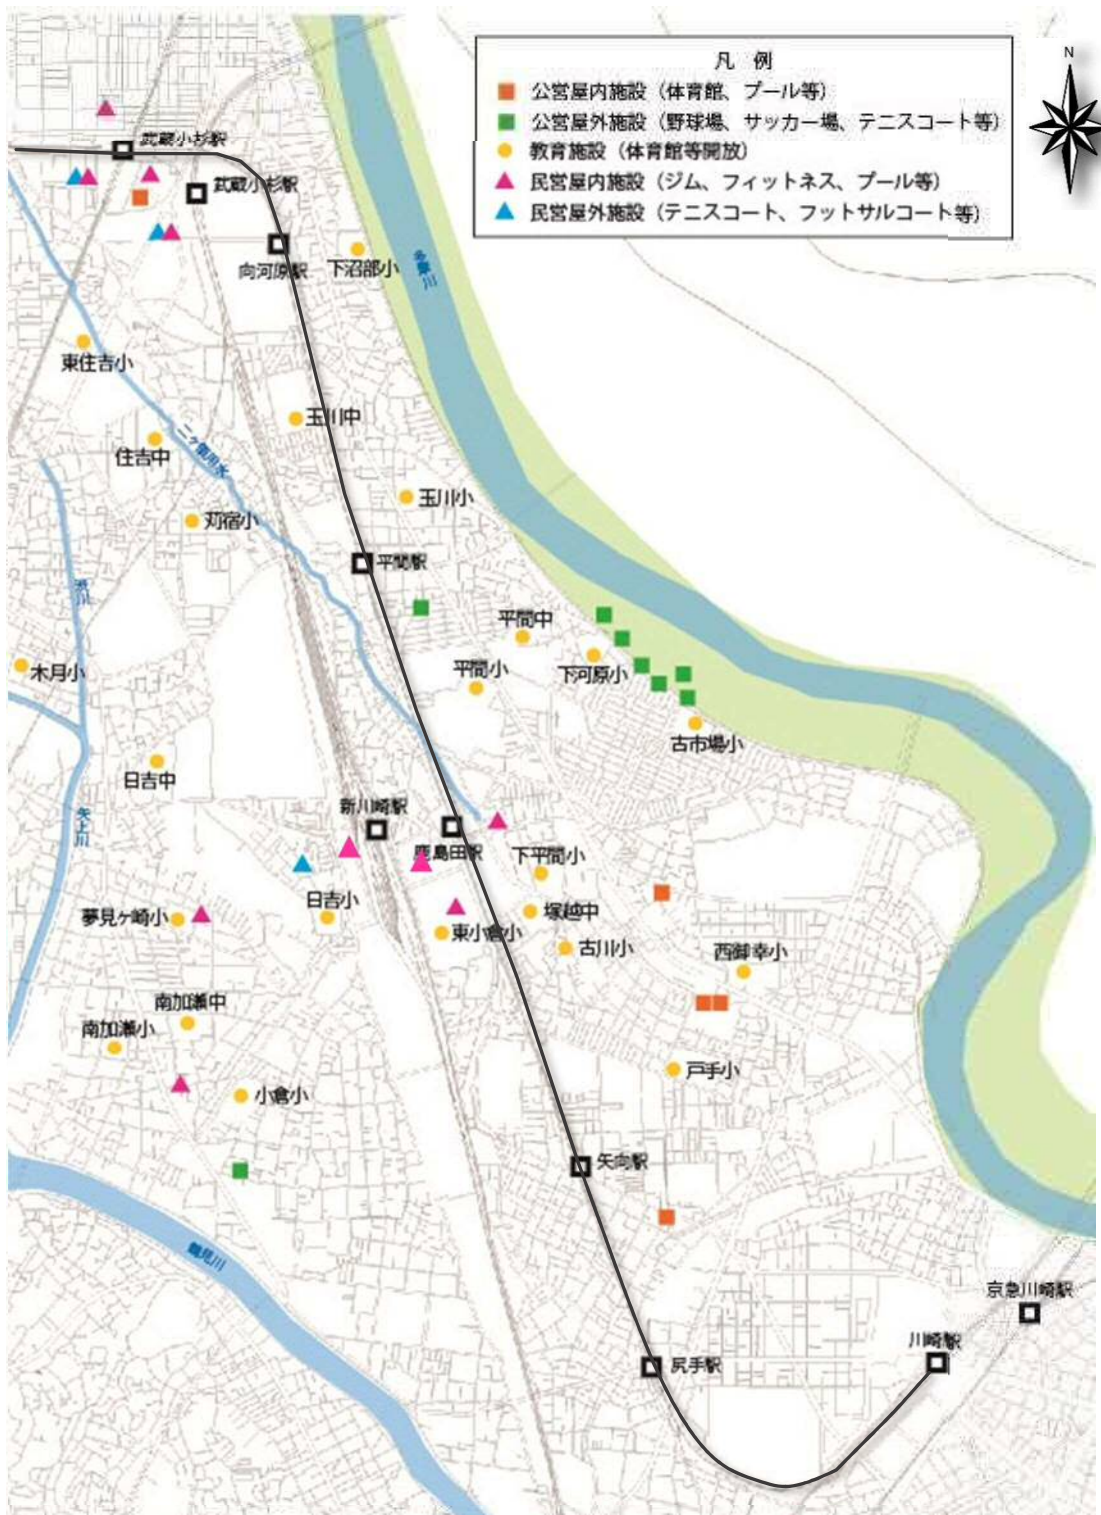 N
凡 例
公営屋内施設（体育館、プール等）
公営屋外施設（野球場、サッカー場、テニスコート等）
教育施設（体育館等開放）
民営屋内施設（ジム、フィットネス、プール等）
民営屋外施設（テニスコート、フットサルコート等）
武蔵小杉駅
武蔵小杉駅
向河原駅
下沼部小
多摩川
東住吉小
玉川中
住吉中
二ヶ領用水
玉川小
苅宿小
平間駅
渋川
平間中
木月小
平間小
下河原小
古市場小
日吉中
新川崎駅
矢上川
鹿島田駅
下平間小
日吉小
塚越中
夢見ヶ崎小
東小倉小
古川小
西御幸小
南加瀬中
南加瀬小
戸手小
小倉小
矢向駅
鶴見川
京急川崎駅
川崎駅
尻手駅